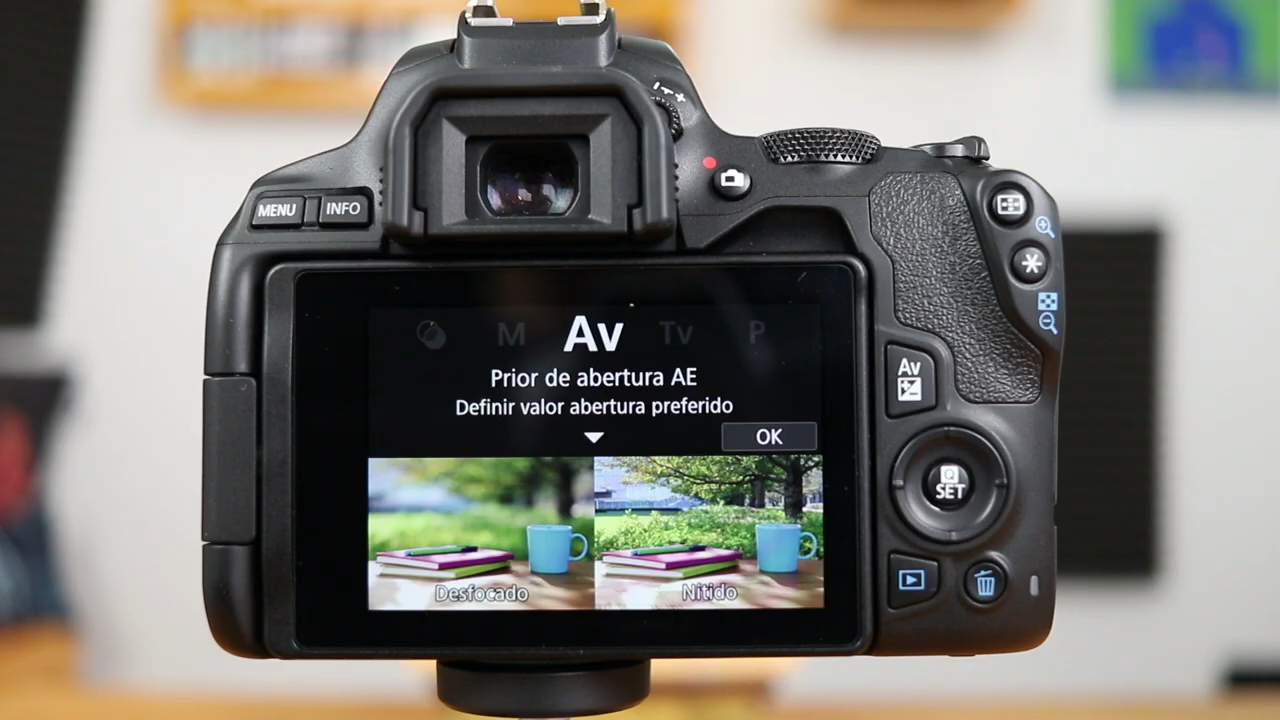 MENU INFO
M Av Tv P
Prior de abertura AE
Definir valor abertura preferido
OK
Desfocado Nítido
Av
Q
SET